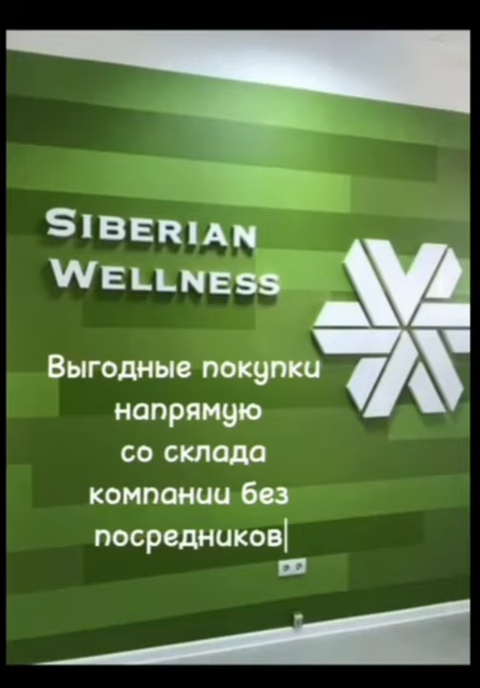 SIBERIAN
WELLNESS
Выгодные покупки
напрямую
со склада
компании без
посредников